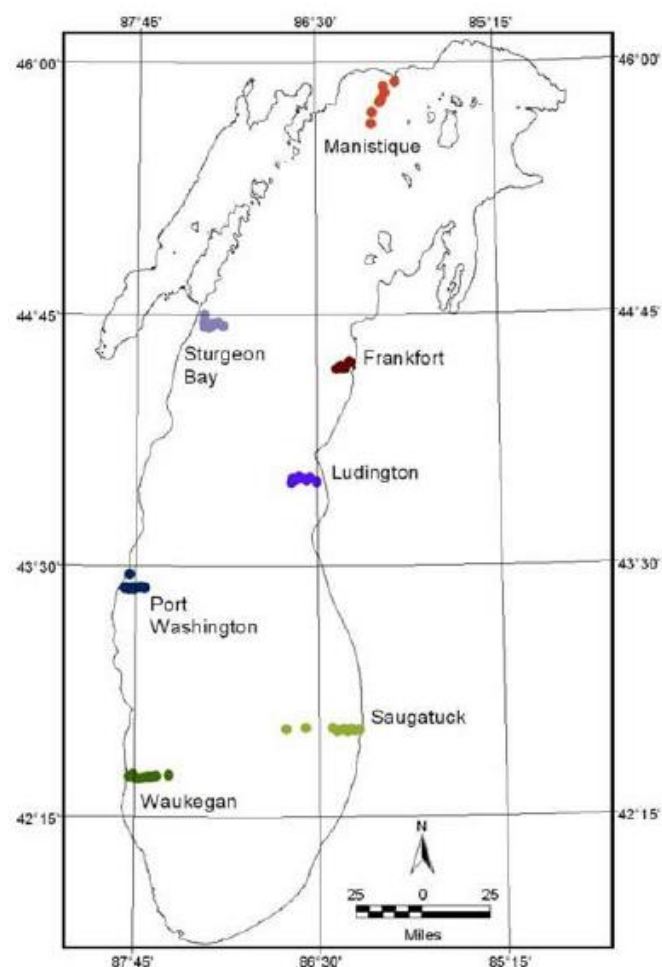 87°45' 86°30' 85°15'
46°00' 46°00'
Manistique
44°45' 44°45'
Sturgeon
Bay
Frankfort
Ludington
43°30' 43°30'
Port
Washington
Saugatuck
Waukegan
42°15' 42°15'
N
25 0 25
Miles
87°45' 86°30' 85°15'